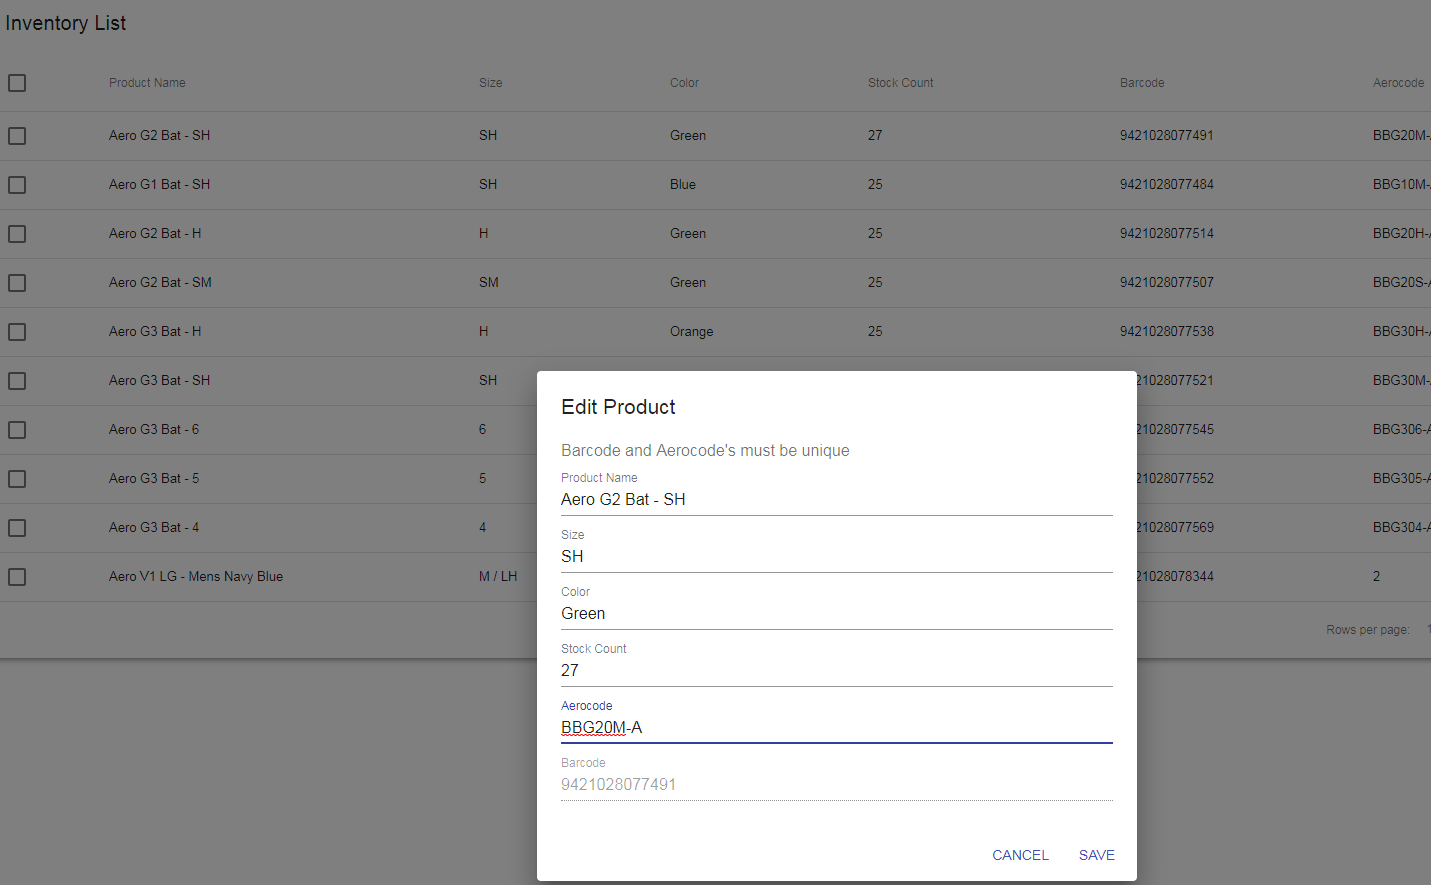 Inventory List
Product Name Size Color Stock Count Barcode Aerocode
Aero G2 Bat - SH SH Green 27 9421028077491 BBG20M-
Aero G1 Bat - SH SH Blue 25 9421028077484 BBG10M-
Aero G2 Bat - H H Green 25 9421028077514 BBG20H-
Aero G2 Bat - SM SM Green 25 9421028077507 BBG20S-
Aero G3 Bat - H H Orange 25 9421028077538 BBG30H-
Aero G3 Bat - SH SH 21028077521 BBG30M-
Aero G3 Bat - 6 6 21028077545 BBG306-
Aero G3 Bat - 5 5 21028077552 BBG305-
Aero G3 Bat - 4 4 21028077569 BBG304-
Aero V1 LG - Mens Navy Blue M / LH 21028078344 2
Rows per page:
Edit Product
Barcode and Aerocode's must be unique
Product Name
Aero G2 Bat - SH
Size
SH
Color
Green
Stock Count
27
Aerocode
BBG20M-A
Barcode
9421028077491
CANCEL SAVE